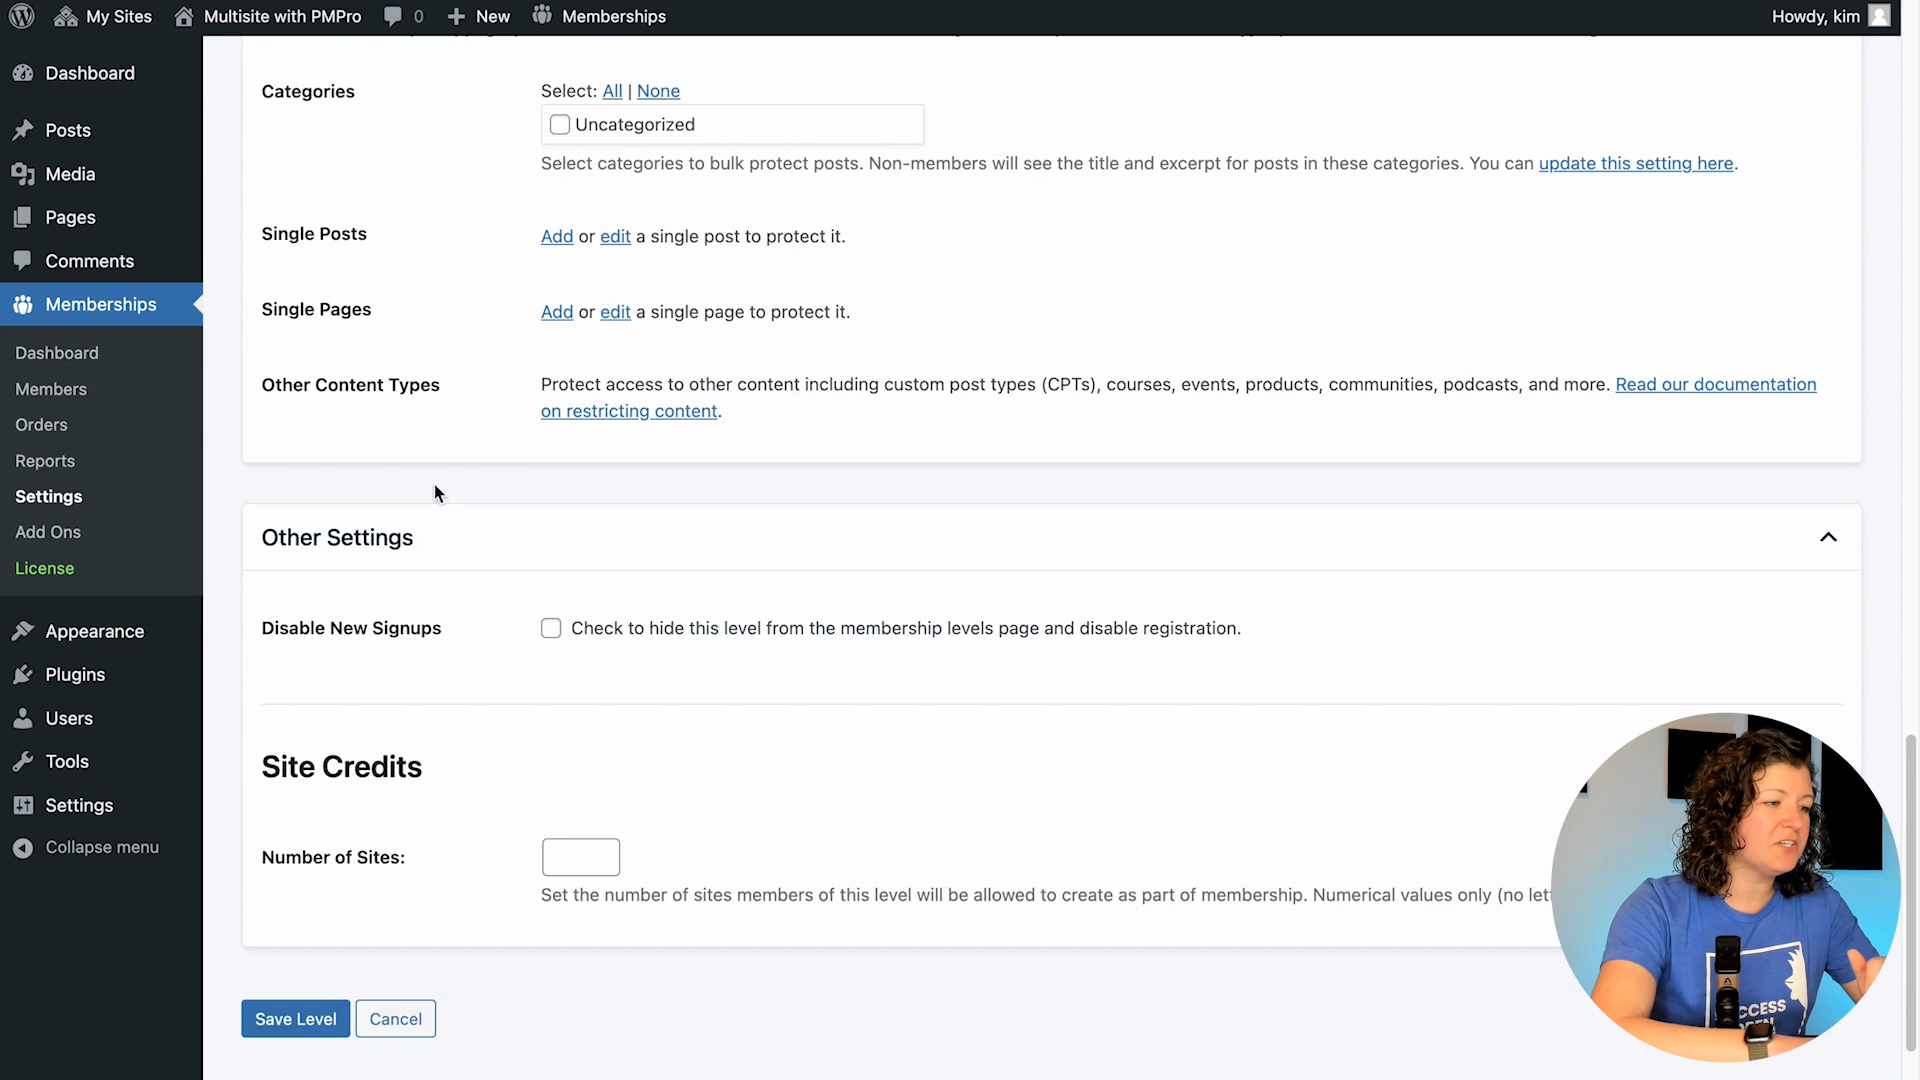 My Sites
Multisite with PMPro
0
New
Memberships
Howdy, kim
Dashboard
Posts
Media
Pages
Comments
Memberships
Dashboard
Members
Orders
Reports
Settings
Add Ons
License
Appearance
Plugins
Users
Tools
Settings
Collapse menu
Categories
Select: All | None
Uncategorized
Select categories to bulk protect posts. Non-members will see the title and excerpt for posts in these categories. You can update this setting here.
Single Posts
Add or edit a single post to protect it.
Single Pages
Add or edit a single page to protect it.
Other Content Types
Protect access to other content including custom post types (CPTs), courses, events, products, communities, podcasts, and more. Read our documentation
on restricting content.
Other Settings
Disable New Signups
Check to hide this level from the membership levels page and disable registration.
Site Credits
Number of Sites:
Set the number of sites members of this level will be allowed to create as part of membership. Numerical values only (no lett
Save Level
Cancel